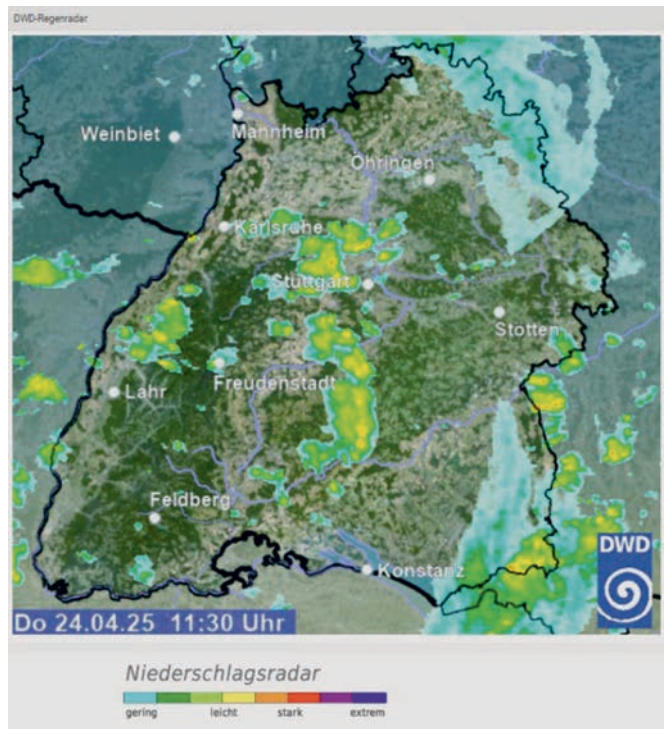 DWD-Regenradar
Weinbiet
Mannheim
Öhringen
Karlsruhe
Stuttgart
Stötten
Freudenstadt
Lahr
Feldberg
DWD
Konstanz
Do 24.04.25 11:30 Uhr
Niederschlagsradar
gering leicht stark extrem